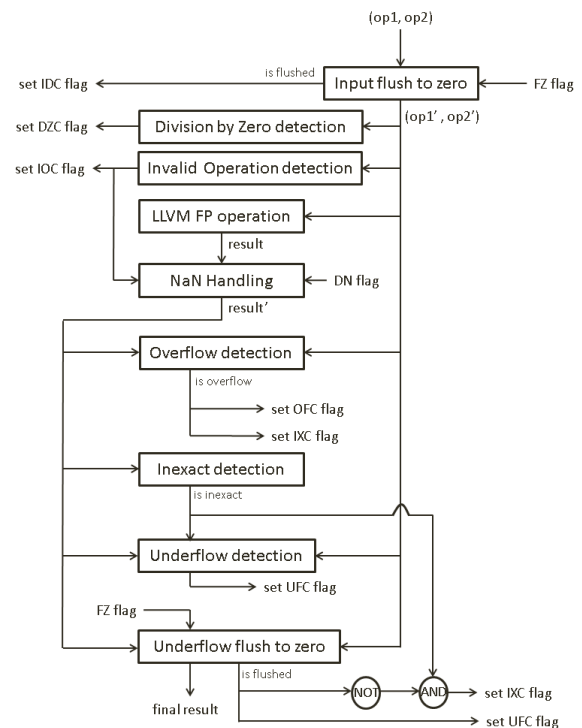 (op1, op2)
is flushed
set IDC flag
Input flush to zero
FZ flag
(op1' , op2')
set DZC flag
Division by Zero detection
set IOC flag
Invalid Operation detection
LLVM FP operation
result
NaN Handling
DN flag
result'
Overflow detection
is overflow
set OFC flag
set IXC flag
Inexact detection
is inexact
Underflow detection
set UFC flag
FZ flag
Underflow flush to zero
is flushed
NOT
AND
set IXC flag
final result
set UFC flag